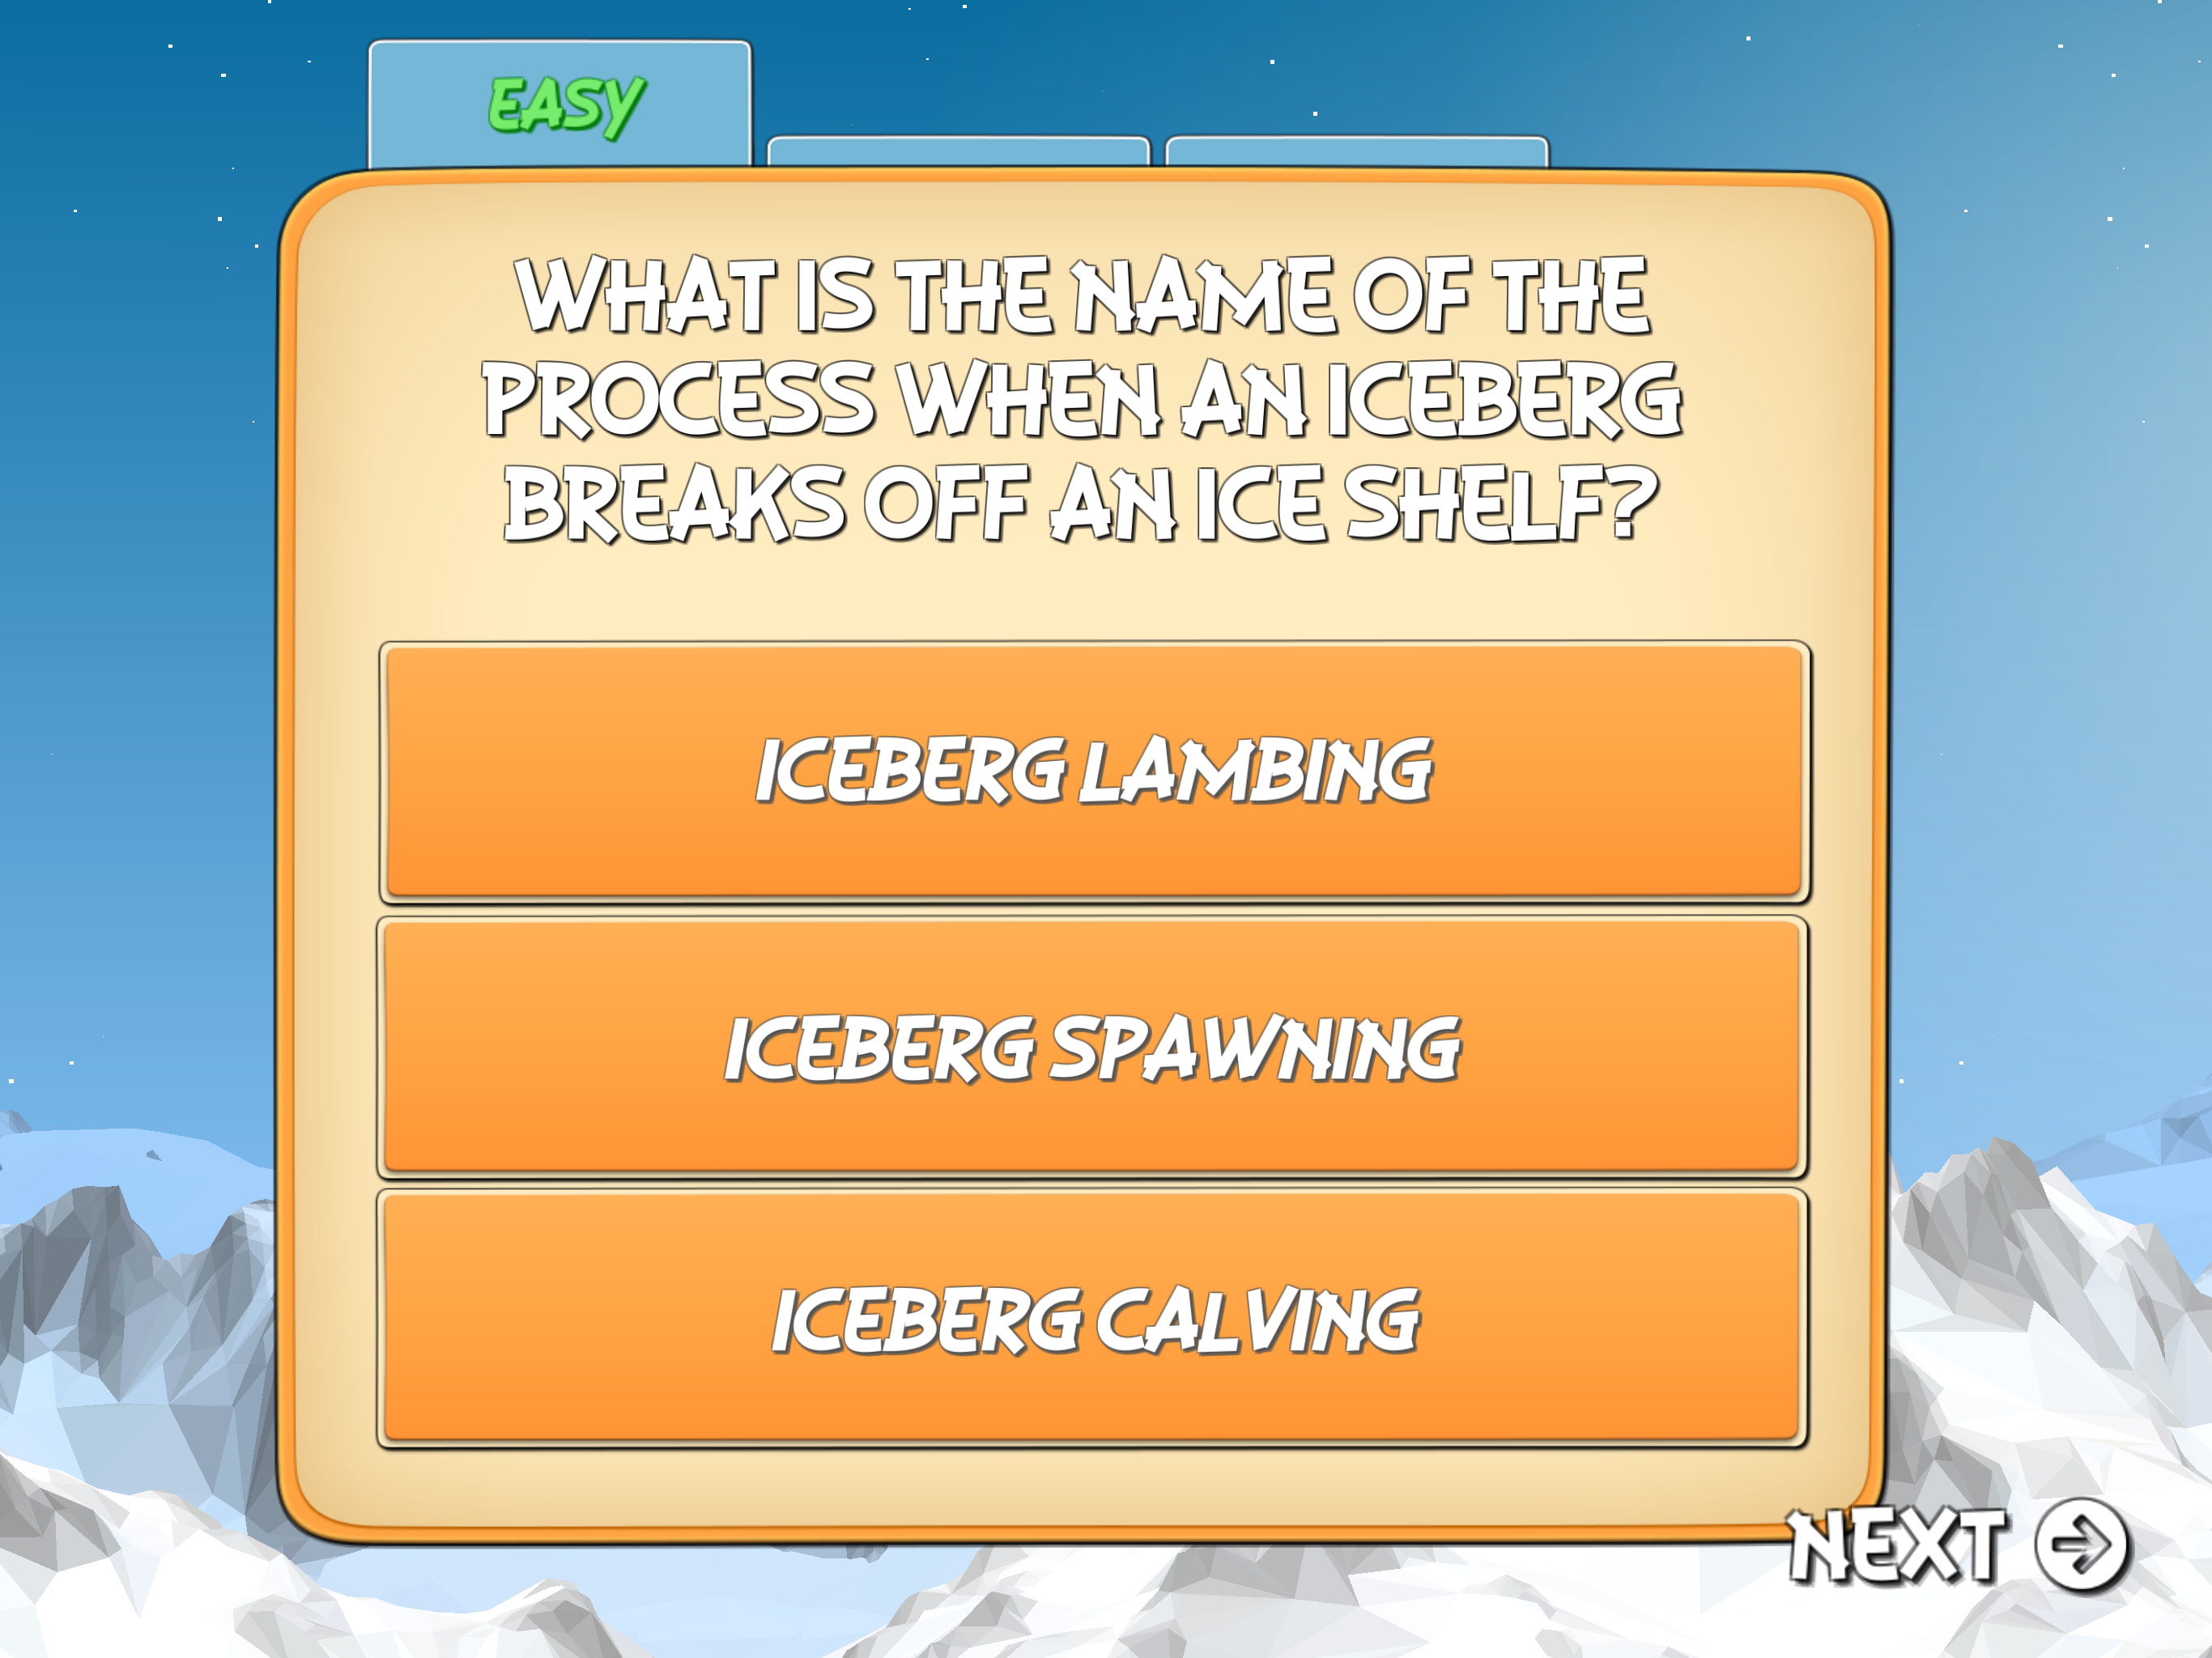 EASY
WHAT IS THE NAME OF THE
PROCESS WHEN AN ICEBERG
BREAKS OFF AN ICE SHELF?
ICEBERG LAMBING
ICEBERG SPAWNING
ICEBERG CALVING
NEXT